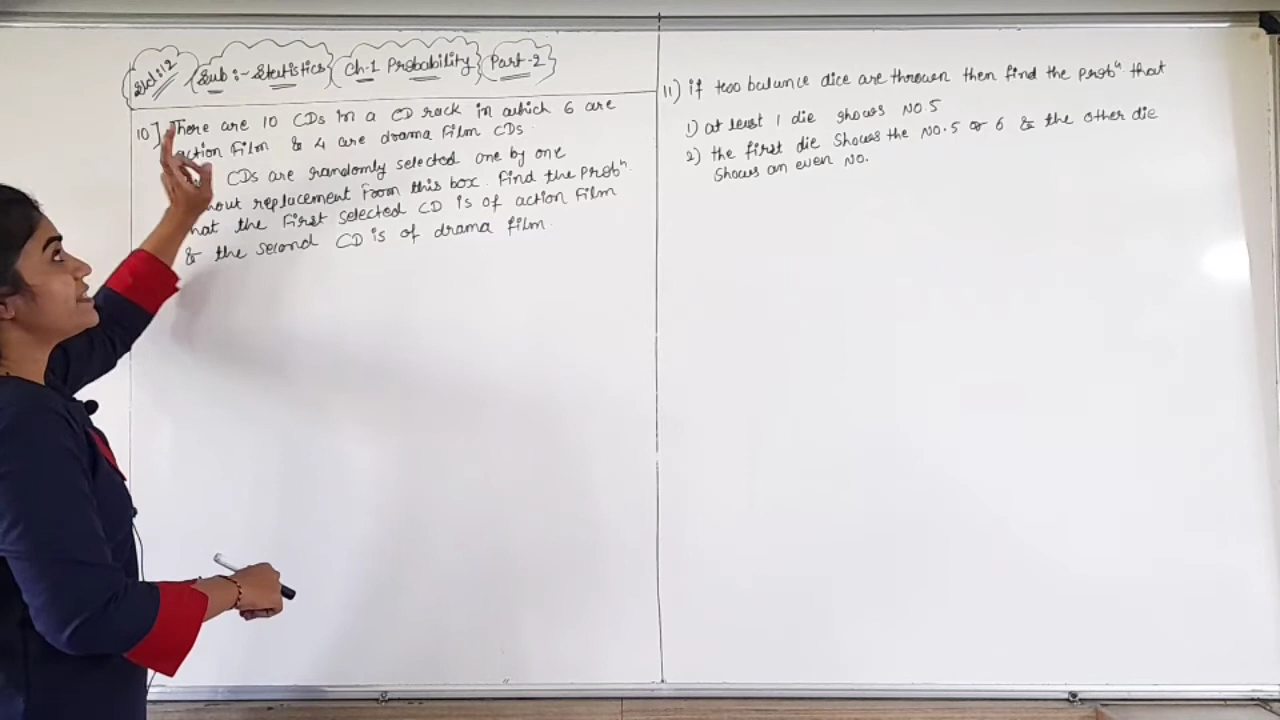 Std:12
Sub:- Statistics
Ch-1 Probability
Part-2
10] There are 10 CDs in a CD rack in which 6 are
action Film & 4 are drama Film CDs.
CDs are randomly selected one by one
replacement From this box. Find the Probⁿ.
the First selected CD is of action Film
& the second CD is of drama film.
11) if two balance dice are thrown then find the probⁿ that
1) at least 1 die shows NO 5
2) the first die shows the NO. 5 or 6 & the other die
shows an even NO.